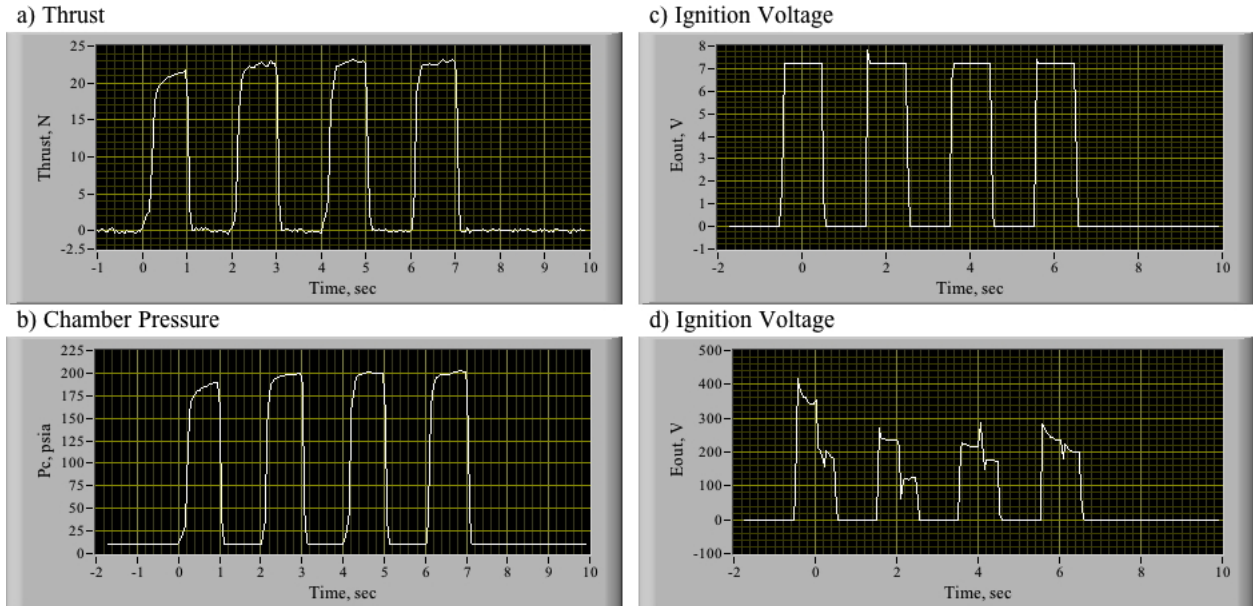 a) Thrust
25
20
15
10
5
0
-2.5
Thrust, N
-1 0 1 2 3 4 5 6 7 8 9 10
Time, sec
c) Ignition Voltage
8
7
6
5
4
3
2
1
0
-1
Eout, V
-2 0 2 4 6 8 10
Time, sec
b) Chamber Pressure
225
200
175
150
125
100
75
50
25
0
Pc, psia
-2 -1 0 1 2 3 4 5 6 7 8 9 10
Time, sec
d) Ignition Voltage
500
400
300
200
100
0
-100
Eout, V
-2 0 2 4 6 8 10
Time, sec